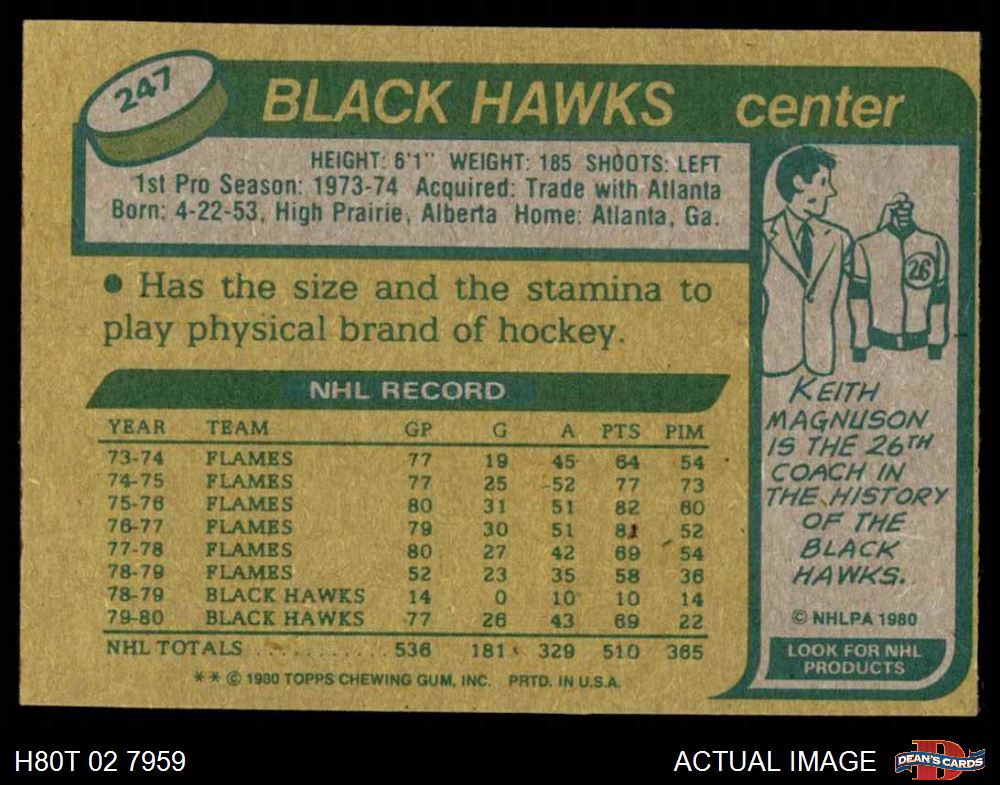 247
BLACK HAWKS center
HEIGHT: 6'1" WEIGHT: 185 SHOOTS: LEFT
1st Pro Season: 1973-74 Acquired: Trade with Atlanta
Born: 4-22-53, High Prairie, Alberta Home: Atlanta, Ga.
• Has the size and the stamina to
play physical brand of hockey.
NHL RECORD
YEAR TEAM GP G A PTS PIM
73-74 FLAMES 77 19 45 64 54
74-75 FLAMES 77 25 52 77 73
75-76 FLAMES 80 31 51 82 60
76-77 FLAMES 79 30 51 81 52
77-78 FLAMES 80 27 42 69 54
78-79 FLAMES 52 23 35 58 36
78-79 BLACK HAWKS 14 0 10 10 14
79-80 BLACK HAWKS 77 26 43 69 22
NHL TOTALS ........... 536 181 329 510 365
** © 1980 TOPPS CHEWING GUM, INC. PRTD. IN U.S.A.
26
KEITH
MAGNUSON
IS THE 26TH
COACH IN
THE HISTORY
OF THE
BLACK
HAWKS.
© NHLPA 1980
LOOK FOR NHL
PRODUCTS
H80T 02 7959
ACTUAL IMAGE
D
DEAN'S CARDS